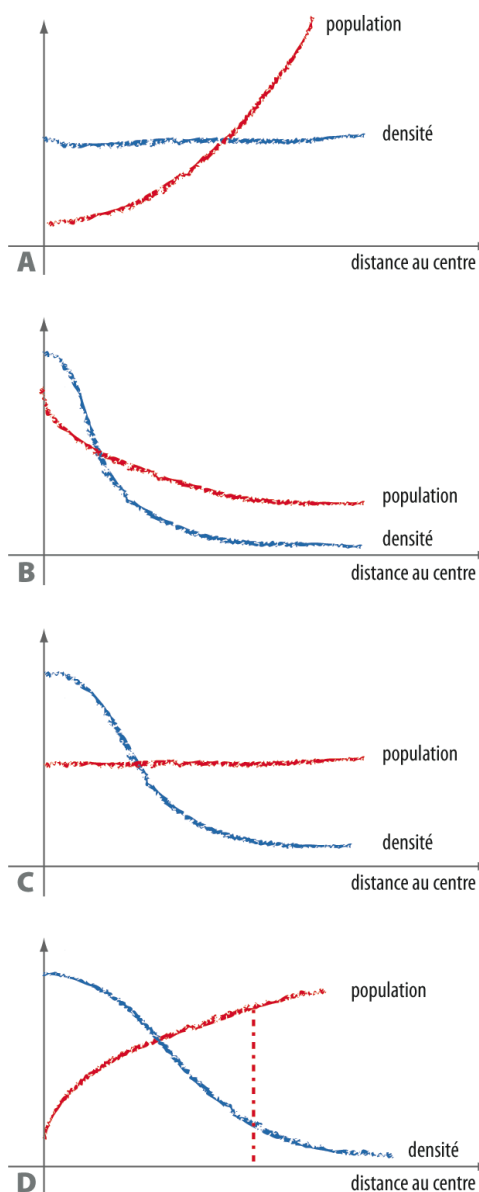 population
densité
A
distance au centre
population
densité
B
distance au centre
population
densité
C
distance au centre
population
densité
D
distance au centre